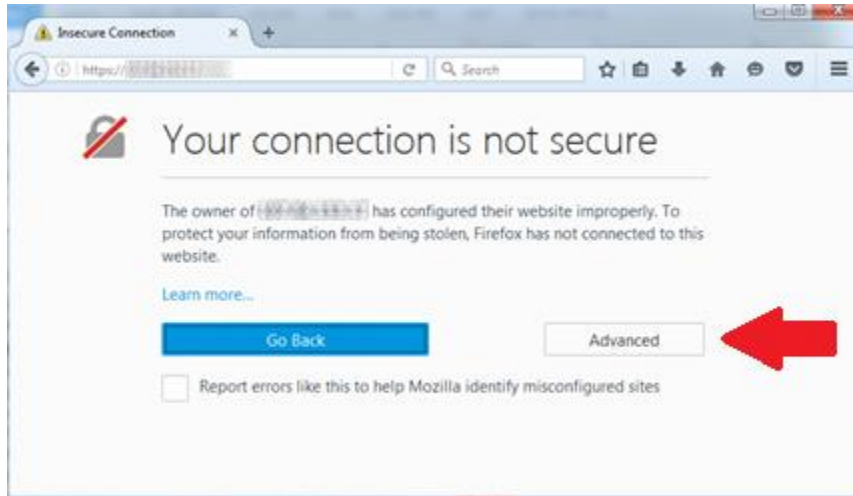 Insecure Connection
https://
Search
Your connection is not secure
The owner of has configured their website improperly. To
protect your information from being stolen, Firefox has not connected to this
website.
Learn more...
Go Back
Advanced
Report errors like this to help Mozilla identify misconfigured sites